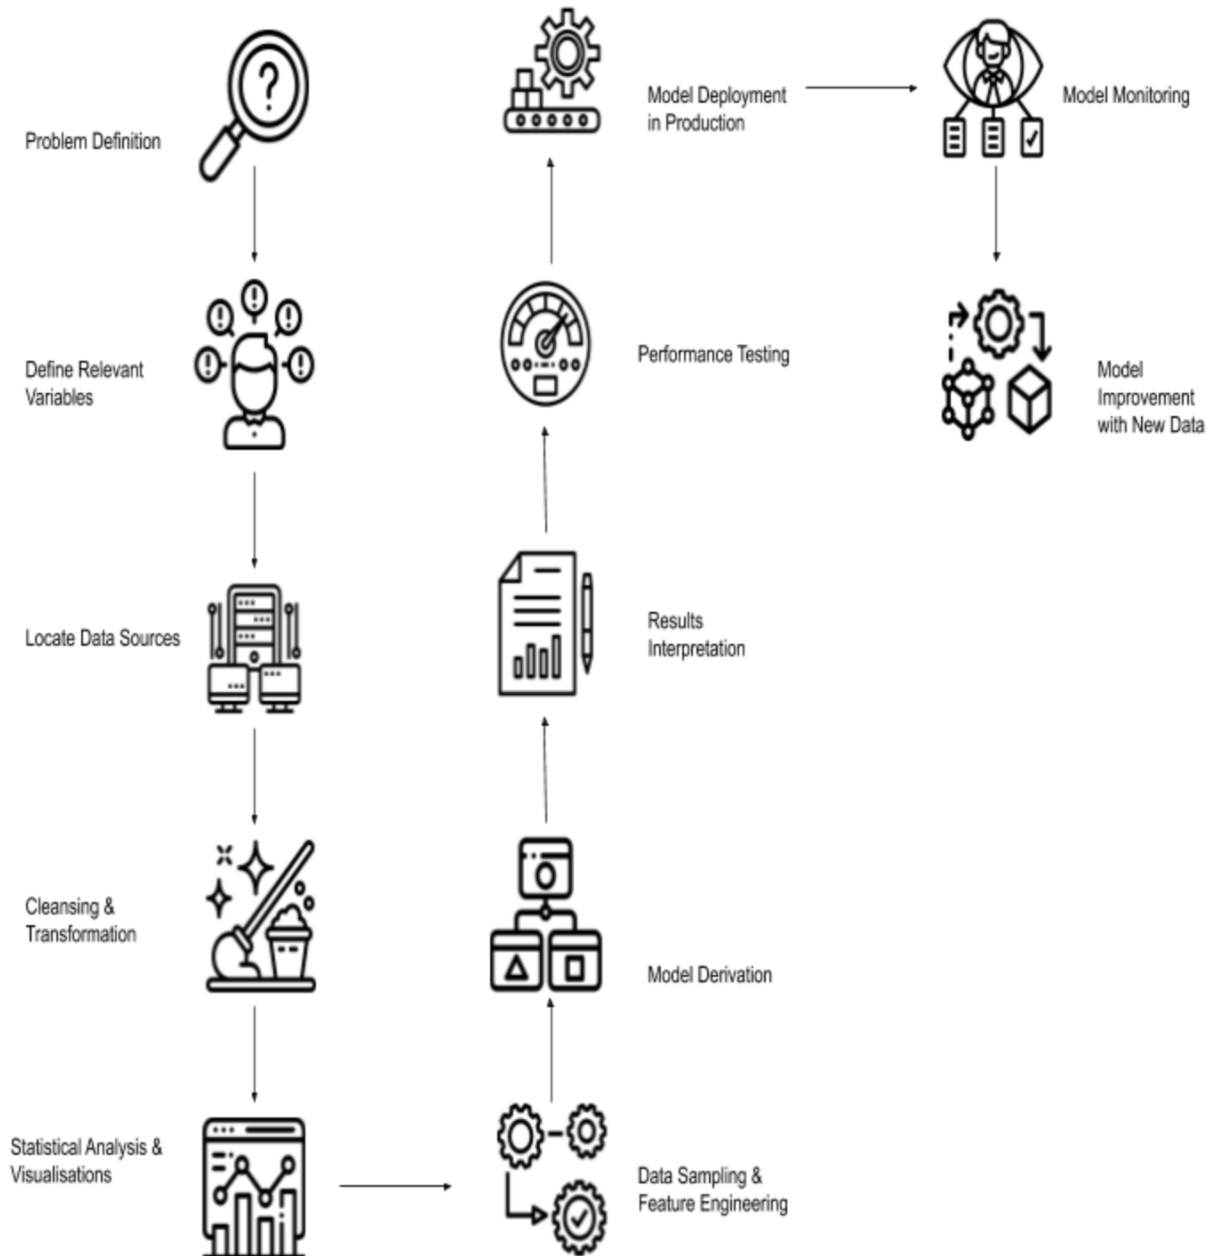 Problem Definition
Define Relevant
Variables
Locate Data Sources
Cleansing &
Transformation
Statistical Analysis &
Visualisations
Data Sampling &
Feature Engineering
Model Derivation
Results
Interpretation
Performance Testing
Model Deployment
in Production
Model Monitoring
Model
Improvement
with New Data